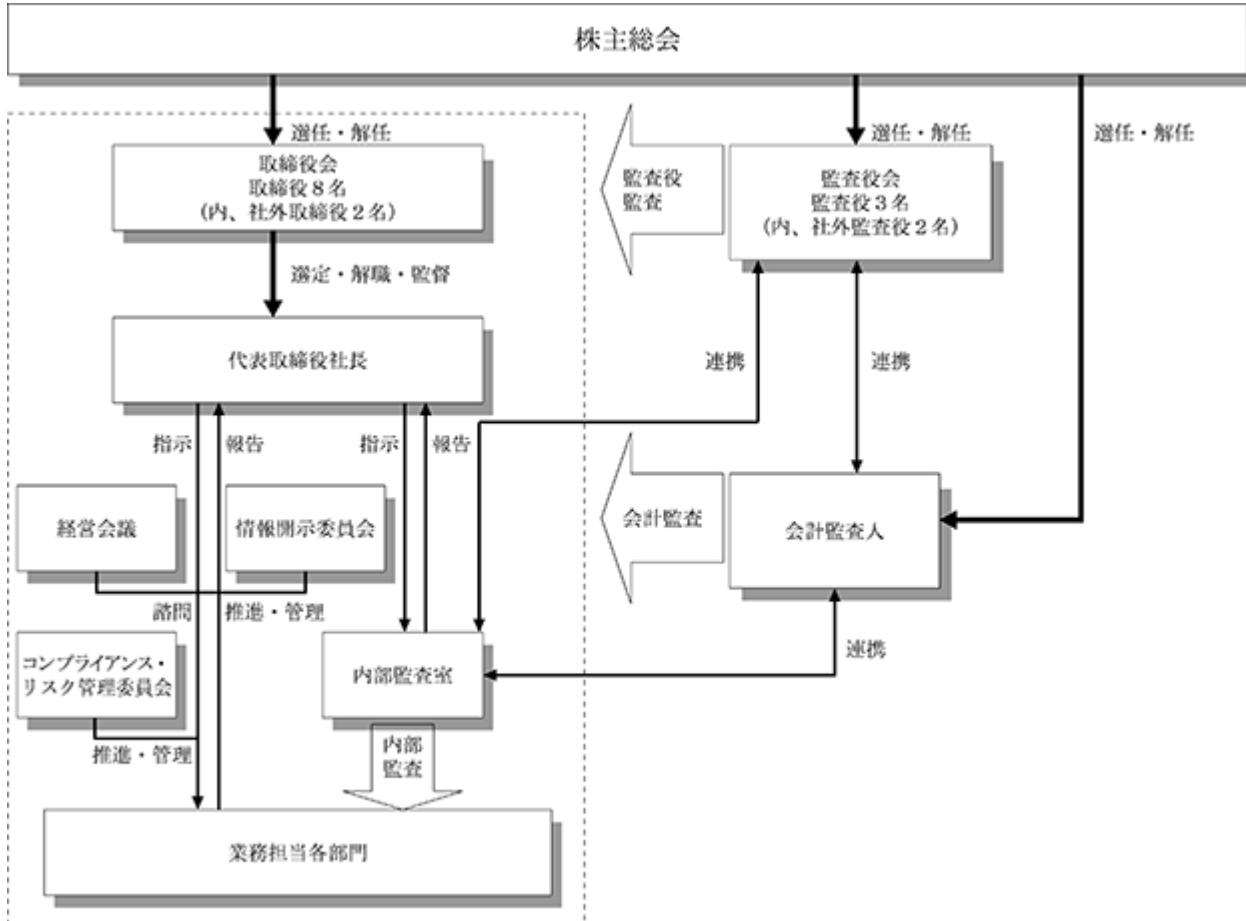 株主総会
選任・解任
選任・解任
選任・解任
取締役会
取締役8名
（内、社外取締役2名）
監査役
監査
監査役会
監査役3名
（内、社外監査役2名）
選定・解職・監督
代表取締役社長
連携
連携
指示
報告
指示
報告
経営会議
情報開示委員会
会計監査
会計監査人
諮問
推進・管理
コンプライアンス・
リスク管理委員会
内部監査室
連携
推進・管理
内部
監査
業務担当各部門